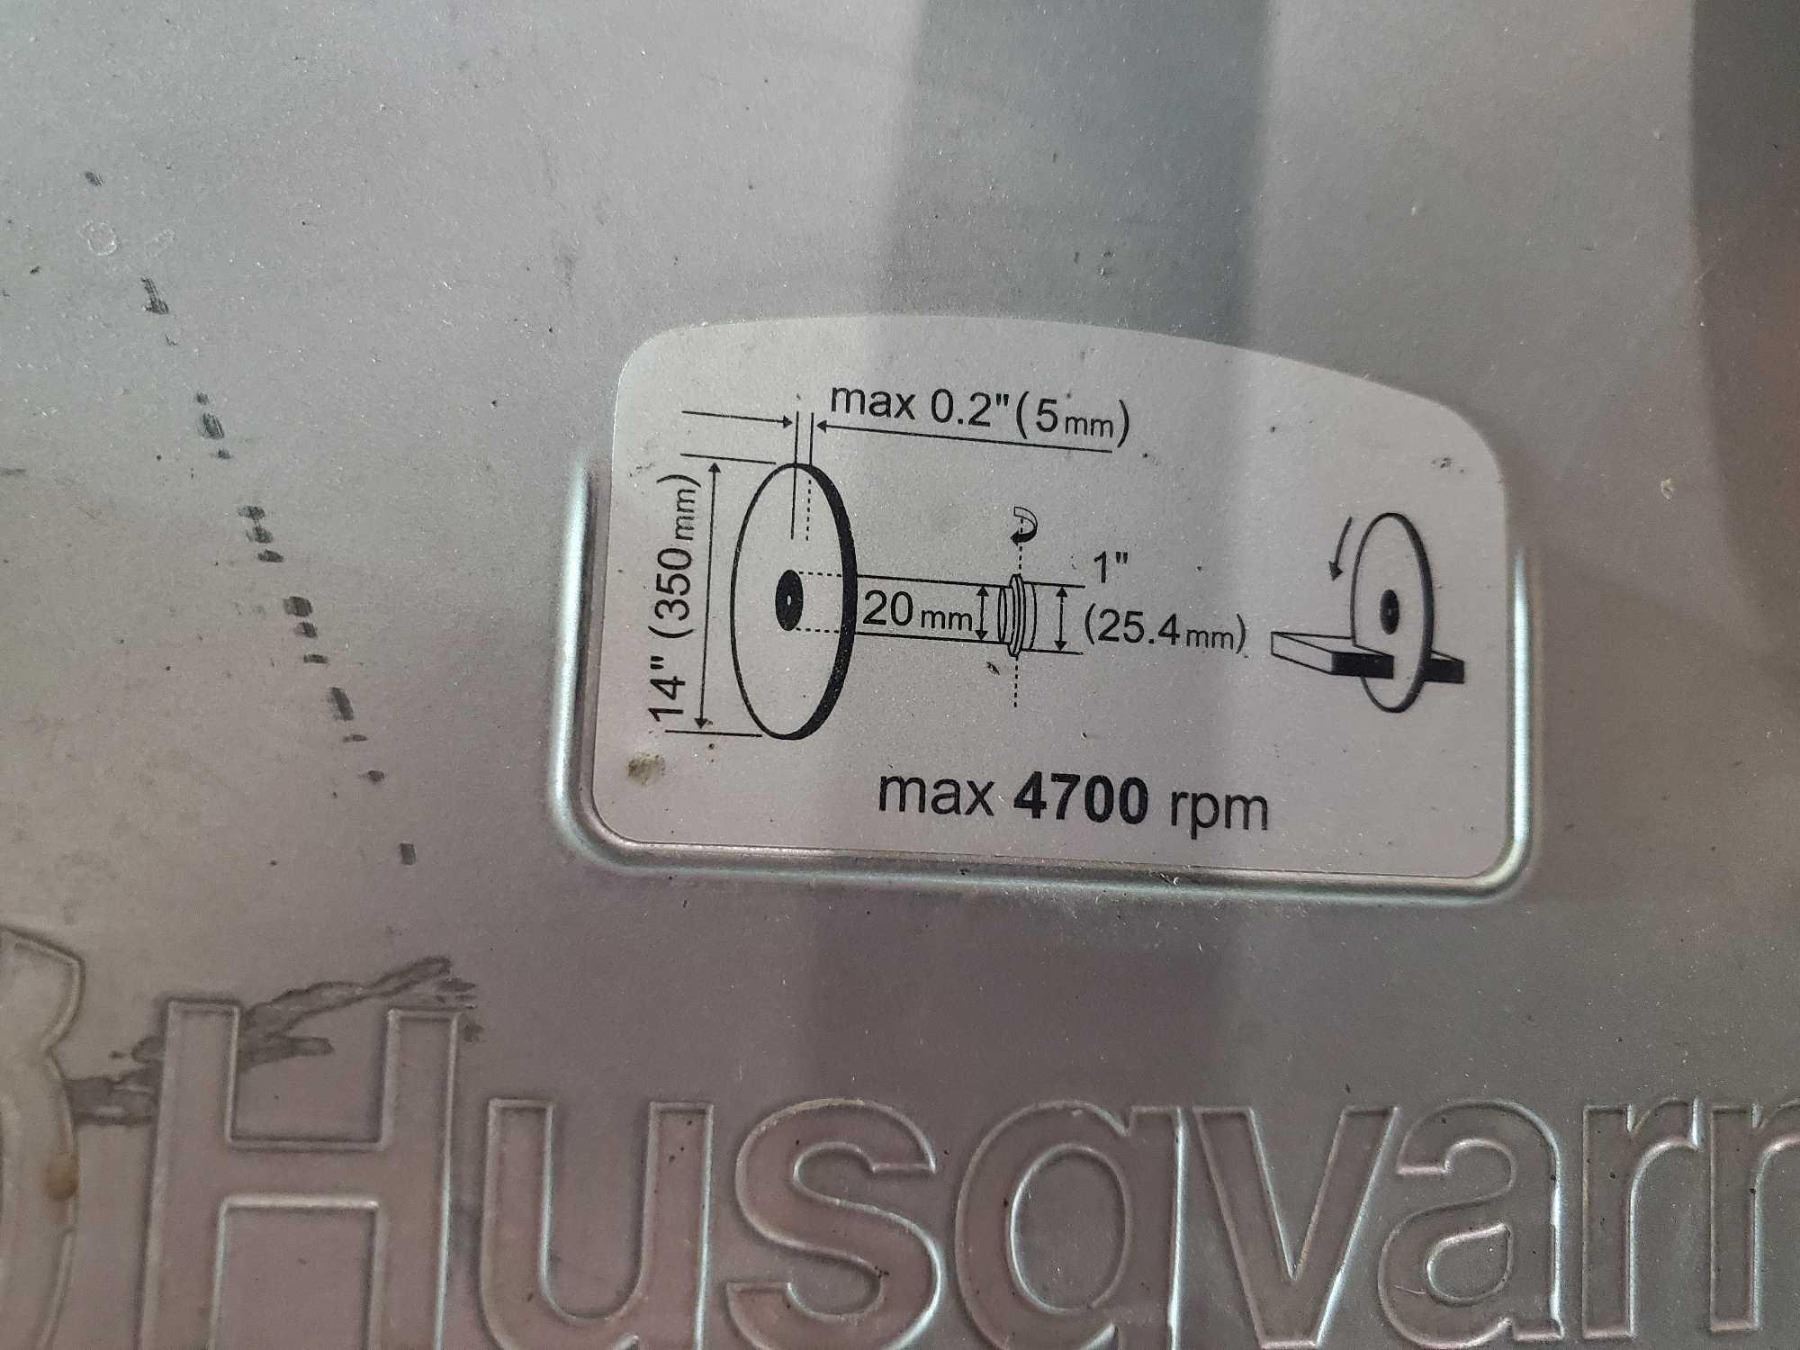 max 0.2" (5mm)
14" (350mm)
20mm
1"
(25.4mm)
max 4700 rpm
Husqvarn